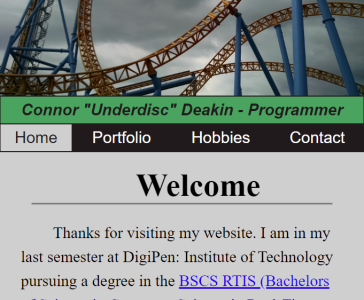 Connor "Underdisc" Deakin - Programmer
Home Portfolio Hobbies Contact
Welcome
Thanks for visiting my website. I am in my
last semester at DigiPen: Institute of Technology
pursuing a degree in the BSCS RTIS (Bachelors